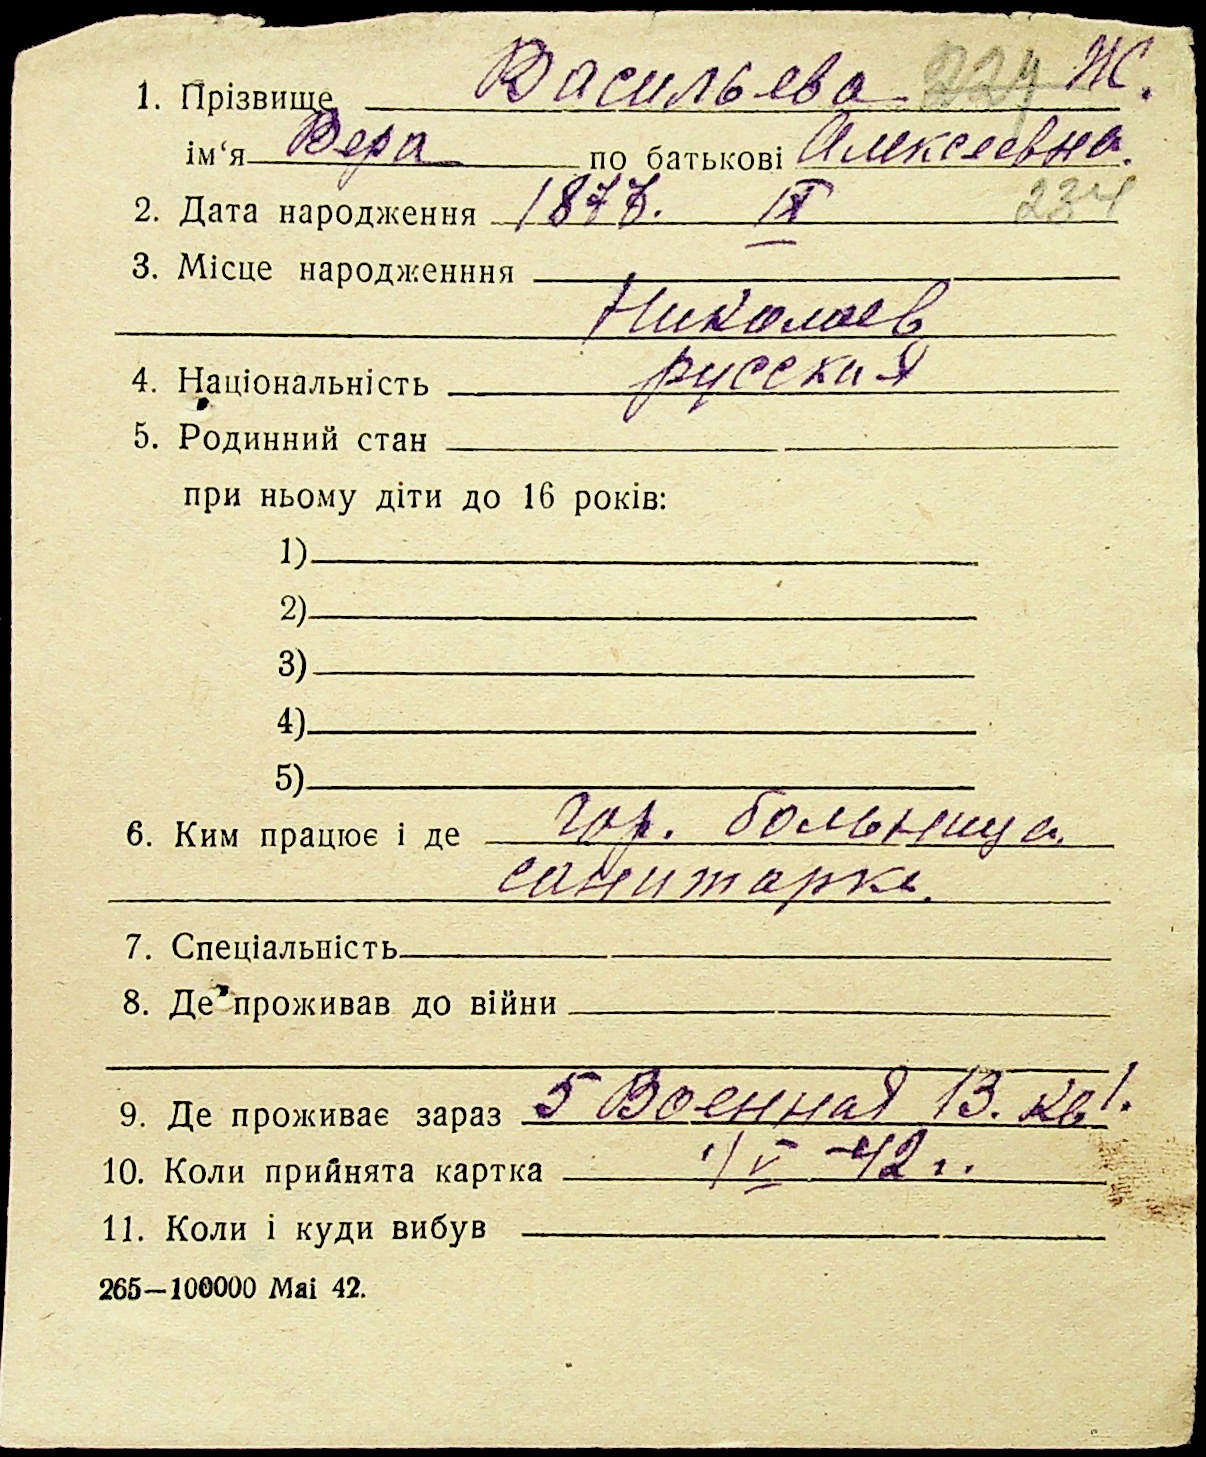 1. Прізвище Васильева 224 Ж.
ім‘я Вера по батькові Алексеевна.
2. Дата народження 1877. IX 234
3. Місце народженння
Николаев
4. Національність русская
5. Родинний стан
при ньому діти до 16 років:
1)
2)
3)
4)
5)
6. Ким працює і де Гор. больница.
санитарка.
7. Спеціальність
8. Де проживав до війни
9. Де проживає зараз 5 Военная 13. кв 1.
10. Коли прийнята картка V 42 г.
11. Коли і куди вибув
265—100000 Mai 42.